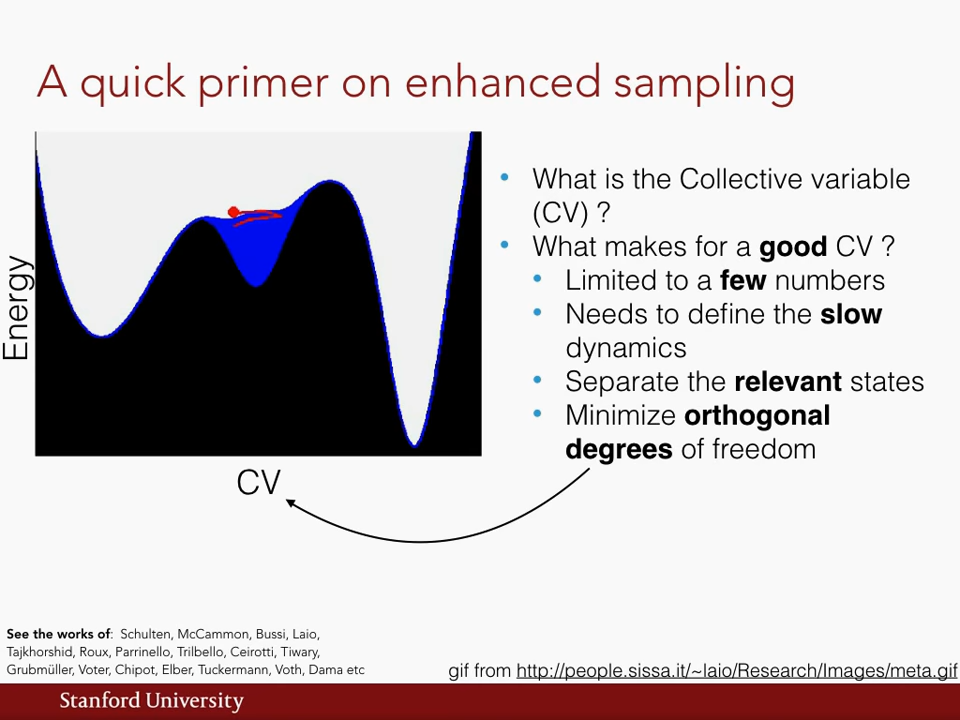 A quick primer on enhanced sampling
Energy
CV
• What is the Collective variable
(CV) ?
• What makes for a good CV ?
• Limited to a few numbers
• Needs to define the slow
dynamics
• Separate the relevant states
• Minimize orthogonal
degrees of freedom
See the works of: Schulten, McCammon, Bussi, Laio,
Tajkhorshid, Roux, Parrinello, Trilbello, Ceirotti, Tiwary,
Grubmüller, Voter, Chipot, Elber, Tuckermann, Voth, Dama etc
gif from http://people.sissa.it/~laio/Research/Images/meta.gif
Stanford University